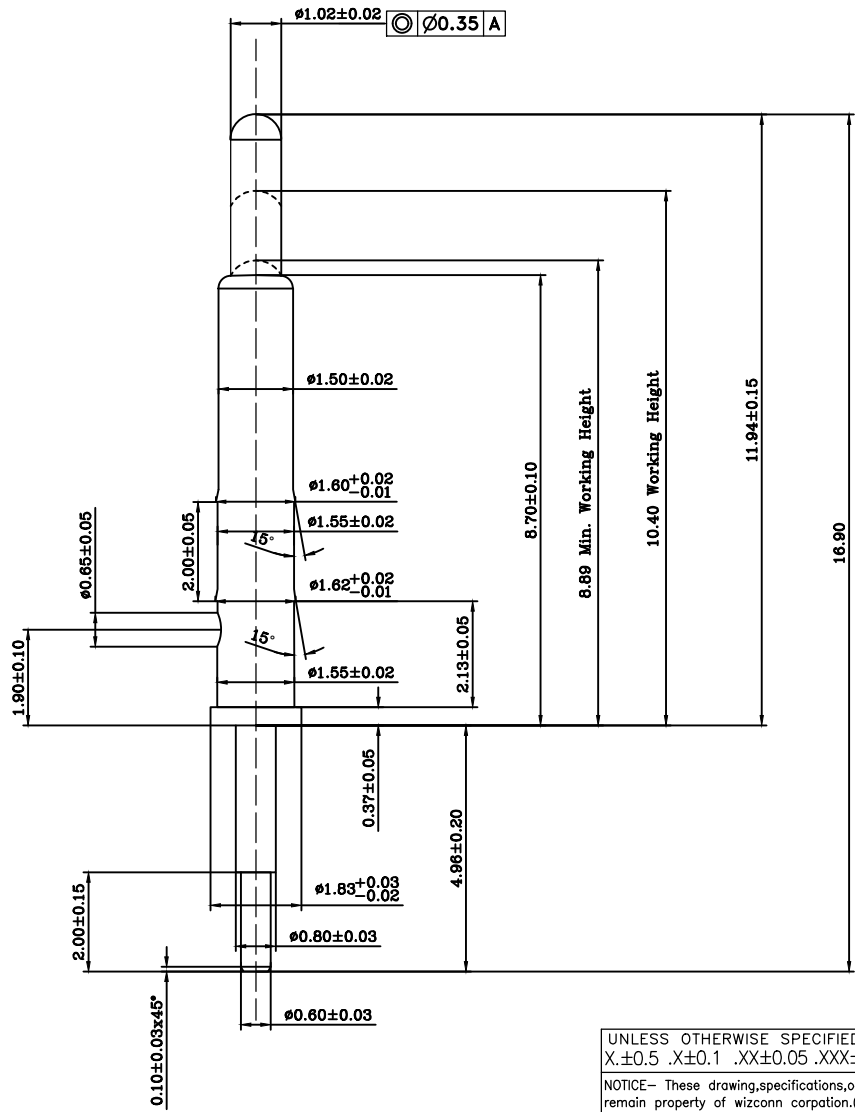 ø1.02±0.02
◎ Ø0.35 A
ø1.50±0.02
ø1.60+0.02 -0.01
ø1.55±0.02
15°
2.00±0.05
ø0.65±0.05
ø1.62+0.02 -0.01
15°
ø1.55±0.02
1.90±0.10
2.13±0.05
0.37±0.05
8.70±0.10
8.89 Min. Working Height
10.40 Working Height
11.94±0.15
16.90
4.96±0.20
ø1.83+0.03 -0.02
2.00±0.15
ø0.80±0.03
ø0.60±0.03
0.10±0.03x45°
UNLESS OTHERWISE SPECIFIED
X.±0.5 .X±0.1 .XX±0.05 .XXX±
NOTICE– These drawing,specifications,o
remain property of wizconn corpation.